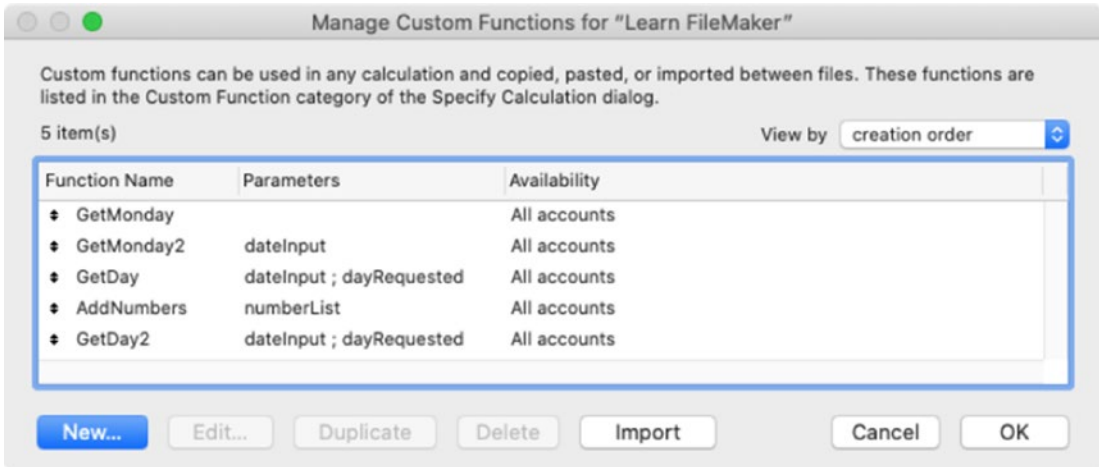 Manage Custom Functions for “Learn FileMaker”
Custom functions can be used in any calculation and copied, pasted, or imported between files. These functions are
listed in the Custom Function category of the Specify Calculation dialog.
5 item(s) View by creation order
Function Name Parameters Availability
GetMonday All accounts
GetMonday2 dateInput All accounts
GetDay dateInput ; dayRequested All accounts
AddNumbers numberList All accounts
GetDay2 dateInput ; dayRequested All accounts
New... Edit... Duplicate Delete Import Cancel OK